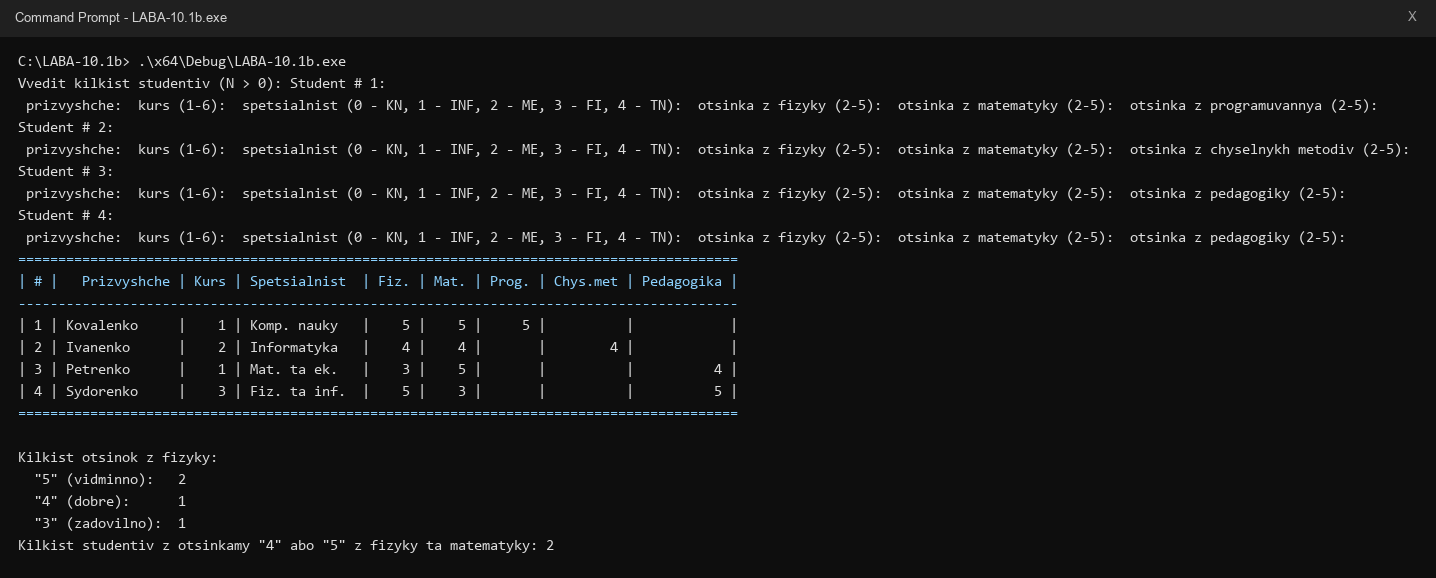 Command Prompt - LABA-10.1b.exe X
C:\LABA-10.1b> .\x64\Debug\LABA-10.1b.exe
Vvedit kilkist studentiv (N > 0): Student # 1:
 prizvyshche:  kurs (1-6):  spetsialnist (0 - KN, 1 - INF, 2 - ME, 3 - FI, 4 - TN):  otsinka z fizyky (2-5):  otsinka z matematyky (2-5):  otsinka z programuvannya (2-5):
Student # 2:
 prizvyshche:  kurs (1-6):  spetsialnist (0 - KN, 1 - INF, 2 - ME, 3 - FI, 4 - TN):  otsinka z fizyky (2-5):  otsinka z matematyky (2-5):  otsinka z chyselnykh metodiv (2-5):
Student # 3:
 prizvyshche:  kurs (1-6):  spetsialnist (0 - KN, 1 - INF, 2 - ME, 3 - FI, 4 - TN):  otsinka z fizyky (2-5):  otsinka z matematyky (2-5):  otsinka z pedagogiky (2-5):
Student # 4:
 prizvyshche:  kurs (1-6):  spetsialnist (0 - KN, 1 - INF, 2 - ME, 3 - FI, 4 - TN):  otsinka z fizyky (2-5):  otsinka z matematyky (2-5):  otsinka z pedagogiky (2-5):
==========================================================================================
| # |   Prizvyshche | Kurs | Spetsialnist  | Fiz. | Mat. | Prog. | Chys.met | Pedagogika |
------------------------------------------------------------------------------------------
| 1 | Kovalenko     |    1 | Komp. nauky   |    5 |    5 |     5 |          |            |
| 2 | Ivanenko      |    2 | Informatyka   |    4 |    4 |       |        4 |            |
| 3 | Petrenko      |    1 | Mat. ta ek.   |    3 |    5 |       |          |          4 |
| 4 | Sydorenko     |    3 | Fiz. ta inf.  |    5 |    3 |       |          |          5 |
==========================================================================================
Kilkist otsinok z fizyky:
  "5" (vidminno):   2
  "4" (dobre):      1
  "3" (zadovilno):  1
Kilkist studentiv z otsinkamy "4" abo "5" z fizyky ta matematyky: 2